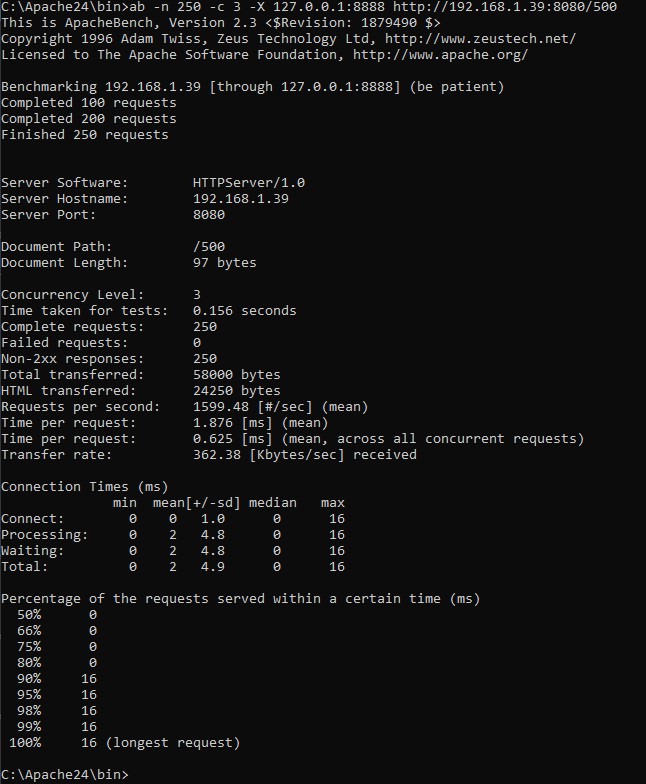 C:\Apache24\bin>ab -n 250 -c 3 -X 127.0.0.1:8888 http://192.168.1.39:8080/500
This is ApacheBench, Version 2.3 <$Revision: 1879490 $>
Copyright 1996 Adam Twiss, Zeus Technology Ltd, http://www.zeustech.net/
Licensed to The Apache Software Foundation, http://www.apache.org/
Benchmarking 192.168.1.39 [through 127.0.0.1:8888] (be patient)
Completed 100 requests
Completed 200 requests
Finished 250 requests
Server Software: HTTPServer/1.0
Server Hostname: 192.168.1.39
Server Port: 8080
Document Path: /500
Document Length: 97 bytes
Concurrency Level: 3
Time taken for tests: 0.156 seconds
Complete requests: 250
Failed requests: 0
Non-2xx responses: 250
Total transferred: 58000 bytes
HTML transferred: 24250 bytes
Requests per second: 1599.48 [#/sec] (mean)
Time per request: 1.876 [ms] (mean)
Time per request: 0.625 [ms] (mean, across all concurrent requests)
Transfer rate: 362.38 [Kbytes/sec] received
Connection Times (ms)
min mean[+/-sd] median max
Connect: 0 0 1.0 0 16
Processing: 0 2 4.8 0 16
Waiting: 0 2 4.8 0 16
Total: 0 2 4.9 0 16
Percentage of the requests served within a certain time (ms)
50% 0
66% 0
75% 0
80% 0
90% 16
95% 16
98% 16
99% 16
100% 16 (longest request)
C:\Apache24\bin>